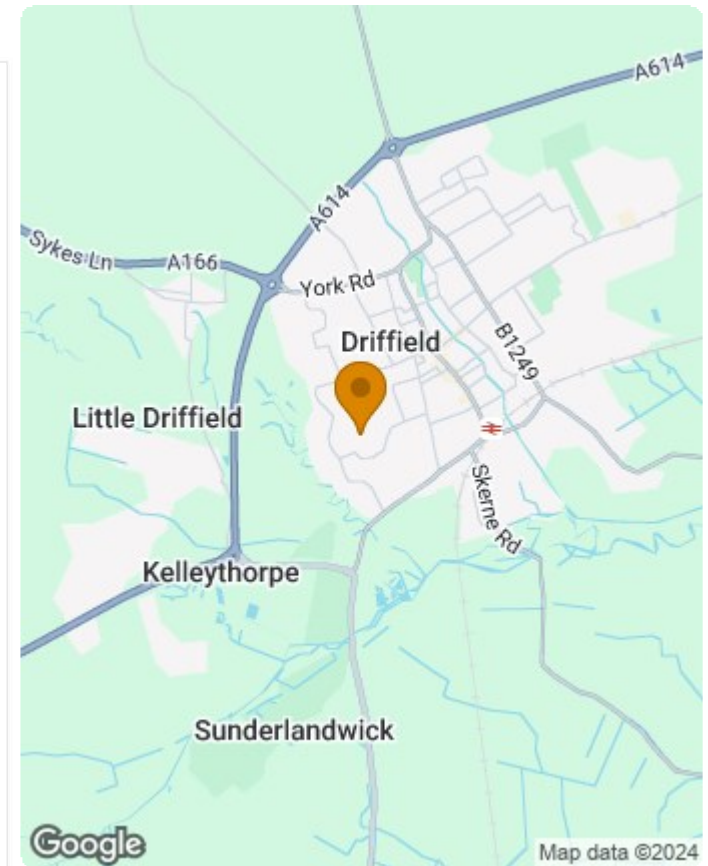 A614
A614
Sykes Ln
A166
York Rd
Driffield
B1249
Little Driffield
Skerne Rd
Kelleythorpe
Sunderlandwick
Google
Map data ©2024